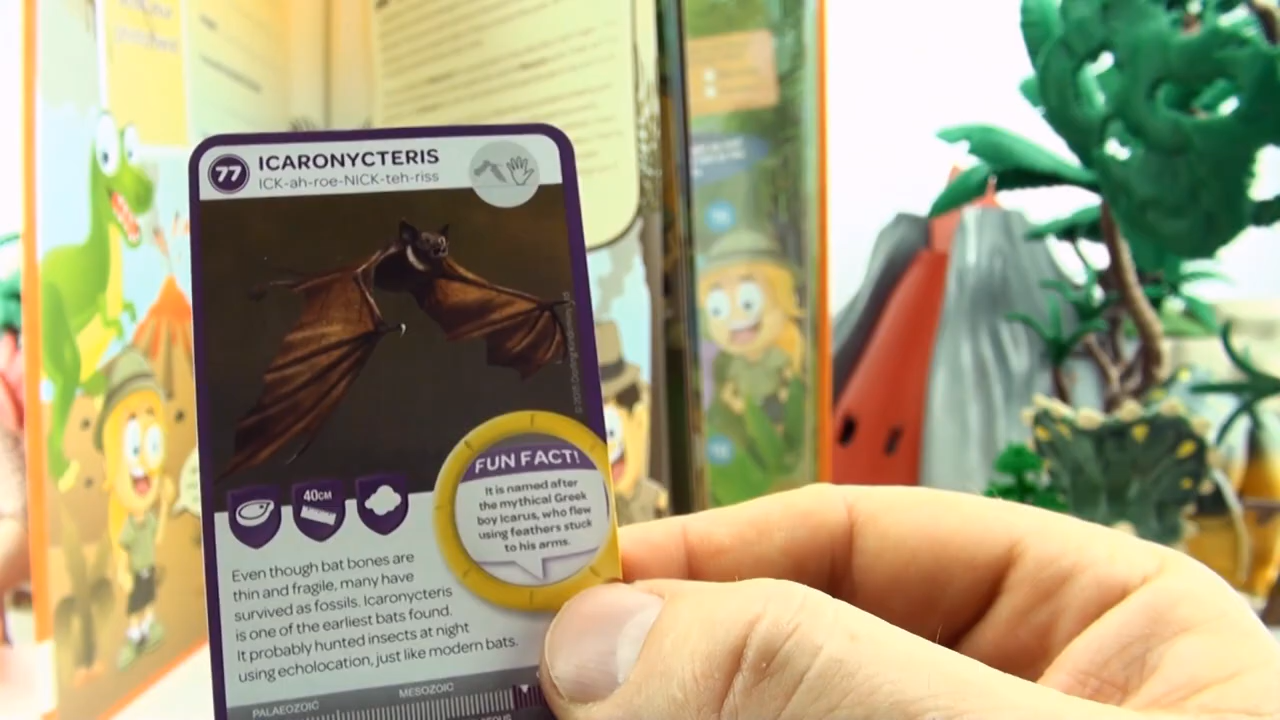 77
ICARONYCTERIS
ICK-ah-roe-NICK-teh-riss
40CM
FUN FACT!
It is named after
the mythical Greek
boy Icarus, who flew
using feathers stuck
to his arms.
Even though bat bones are
thin and fragile, many have
survived as fossils. Icaronycteris
is one of the earliest bats found.
It probably hunted insects at night
using echolocation, just like modern bats.
PALAEOZOIC
MESOZOIC